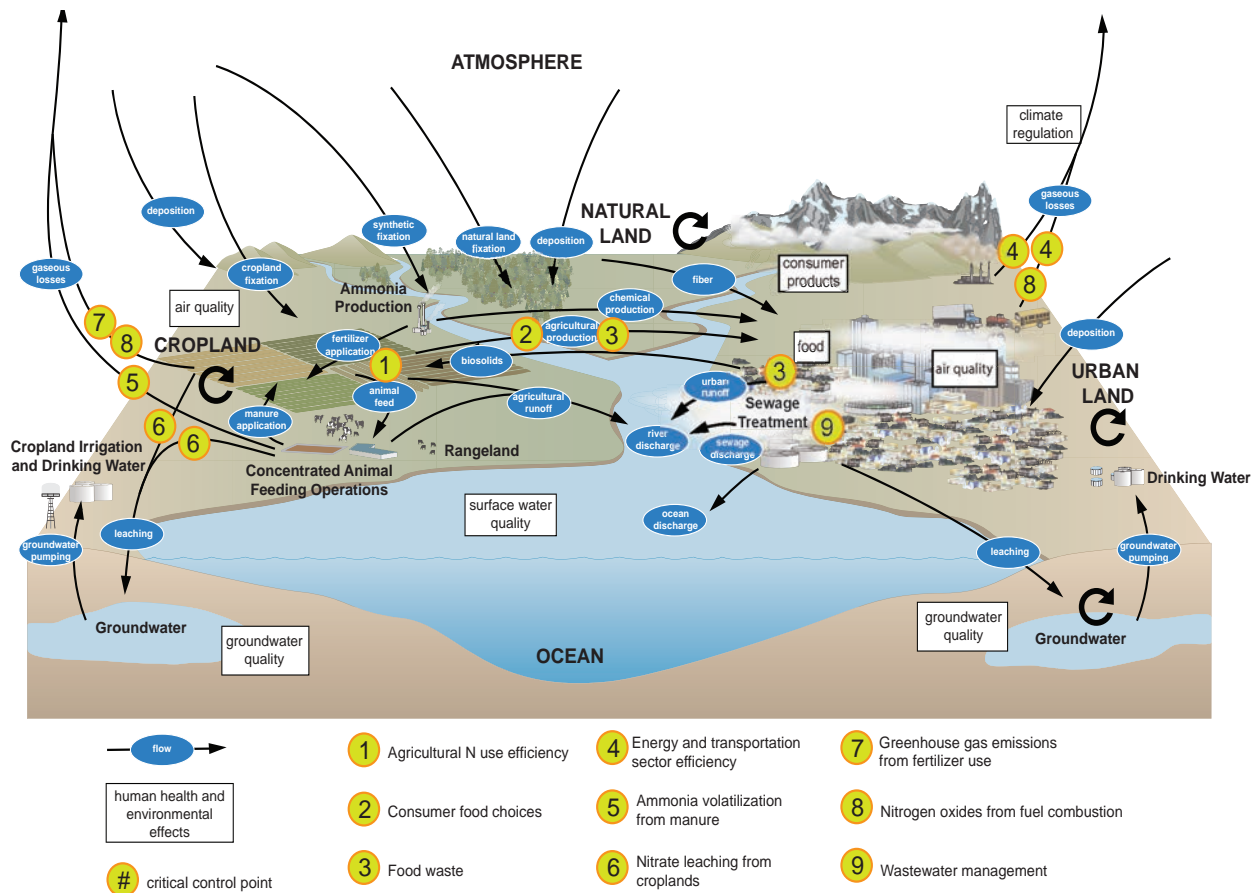 ATMOSPHERE
climate
regulation
deposition
synthetic
fixation
natural land
fixation
deposition
NATURAL
LAND
gaseous
losses
gaseous
losses
cropland
fixation
Ammonia
Production
fiber
consumer
products
4
4
8
air quality
chemical
production
7
8
CROPLAND
fertilizer
application
2
agricultural
production
3
deposition
food
1
biosolids
air quality
URBAN
LAND
5
animal
feed
3
urban
runoff
agricultural
runoff
Sewage
Treatment
6
6
manure
application
river
discharge
sewage
discharge
9
Cropland Irrigation
and Drinking Water
Rangeland
Concentrated Animal
Feeding Operations
Drinking Water
surface water
quality
ocean
discharge
leaching
groundwater
pumping
leaching
groundwater
pumping
Groundwater
groundwater
quality
OCEAN
groundwater
quality
Groundwater
flow
human health and
environmental
effects
# critical control point
1 Agricultural N use efficiency
2 Consumer food choices
3 Food waste
4 Energy and transportation
sector efficiency
5 Ammonia volatilization
from manure
6 Nitrate leaching from
croplands
7 Greenhouse gas emissions
from fertilizer use
8 Nitrogen oxides from fuel combustion
9 Wastewater management